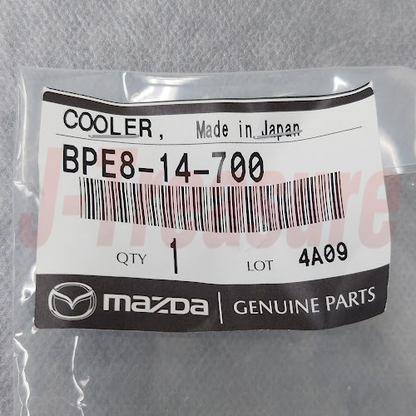 COOLER, Made in Japan
BPE8-14-700
J-Treasure
QTY 1 LOT 4A09
mazda GENUINE PARTS